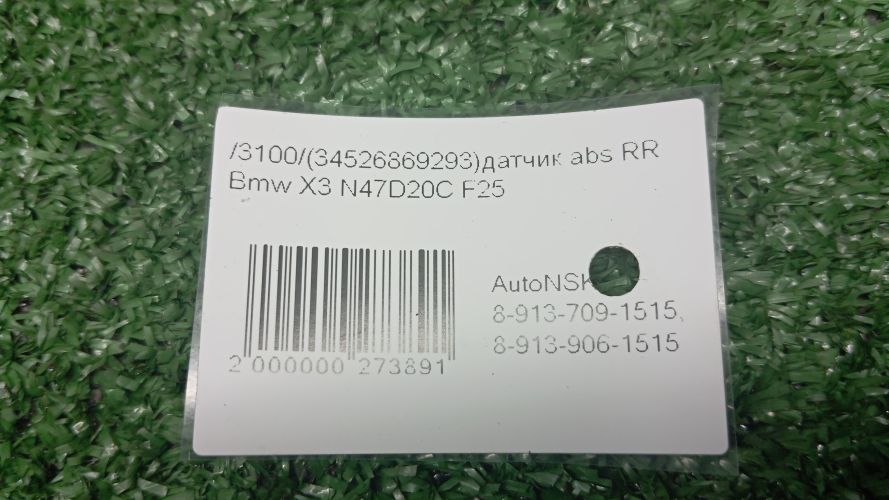 /3100/(34526869293)датчик abs RR
Bmw X3 N47D20C F25
AutoNSK
8-913-709-1515,
8-913-906-1515
2 000000 273891